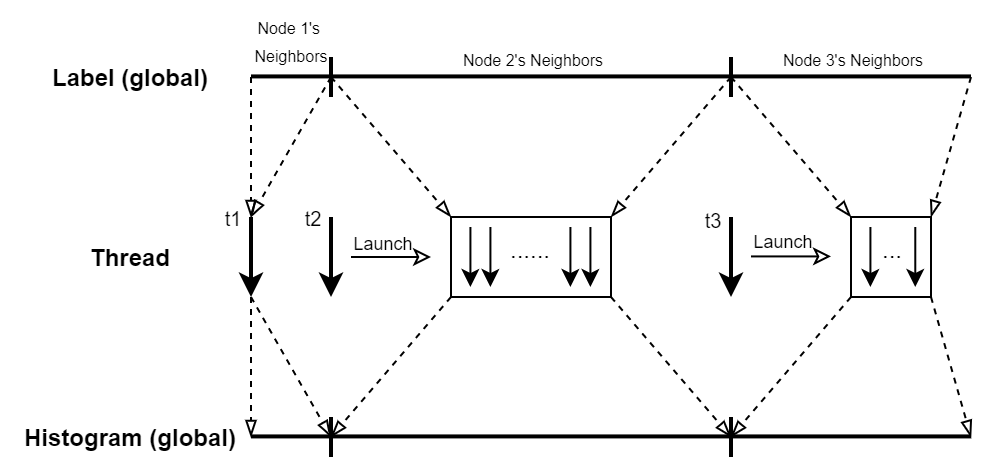 Node 1's
Neighbors
Label (global)
Node 2's Neighbors
Node 3's Neighbors
t1
t2
t3
Thread
Launch
......
Launch
...
Histogram (global)